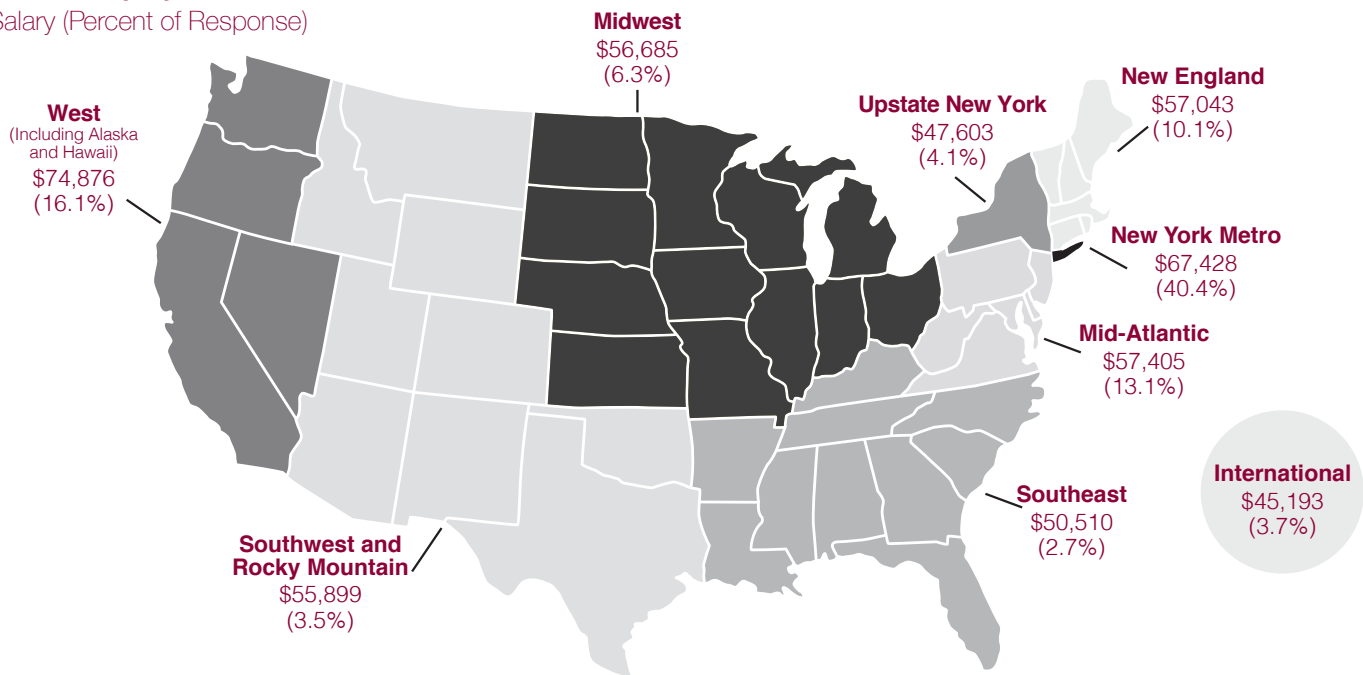 Salary (Percent of Response)
Midwest
$56,685
(6.3%)
New England
$57,043
(10.1%)
Upstate New York
$47,603
(4.1%)
West
(Including Alaska
and Hawaii)
$74,876
(16.1%)
New York Metro
$67,428
(40.4%)
Mid-Atlantic
$57,405
(13.1%)
International
$45,193
(3.7%)
Southeast
$50,510
(2.7%)
Southwest and
Rocky Mountain
$55,899
(3.5%)